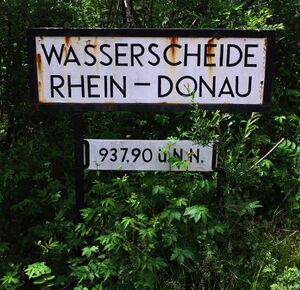 WASSERSCHEIDE
RHEIN – DONAU
937.90 ü.N.N.